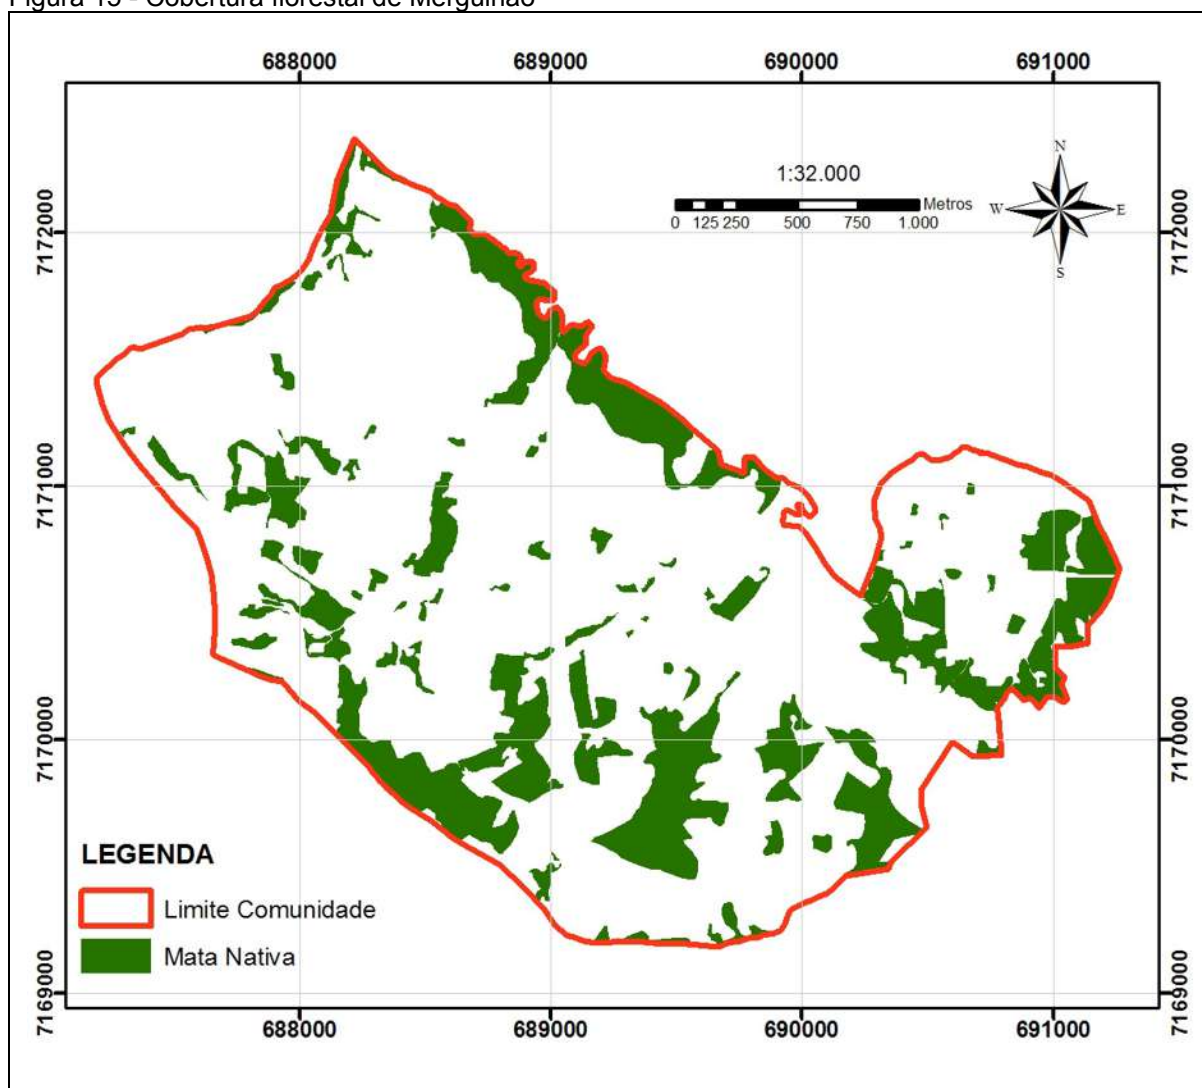 Figura 15 - Cobertura florestal de Mergulhão
688000 689000 690000 691000
1:32.000
Metros
0 125 250 500 750 1.000
N
W E
S
7172000 7172000
7171000 7171000
7170000 7170000
7169000 7169000
LEGENDA
Limite Comunidade
Mata Nativa
688000 689000 690000 691000